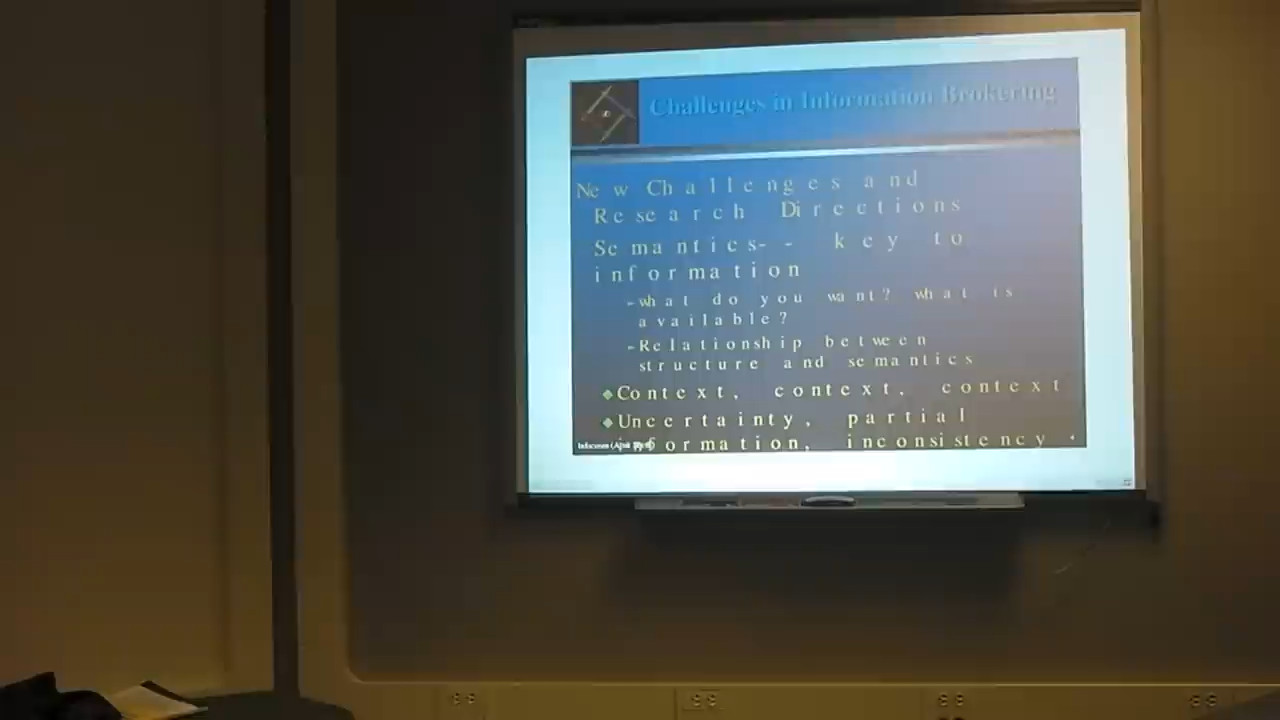 Challenges in Information Brokering
New Challenges and
Research Directions
Semantics-- key to
information
-what do you want? what is
available?
-Relationship between
structure and semantics
Context, context, context
Uncertainty, partial
information, inconsistency